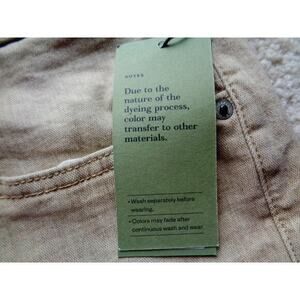 NOTES
Due to the
nature of the
dyeing process,
color may
transfer to other
materials.
• Wash separately before
wearing.
• Colors may fade after
continuous wash and wear.